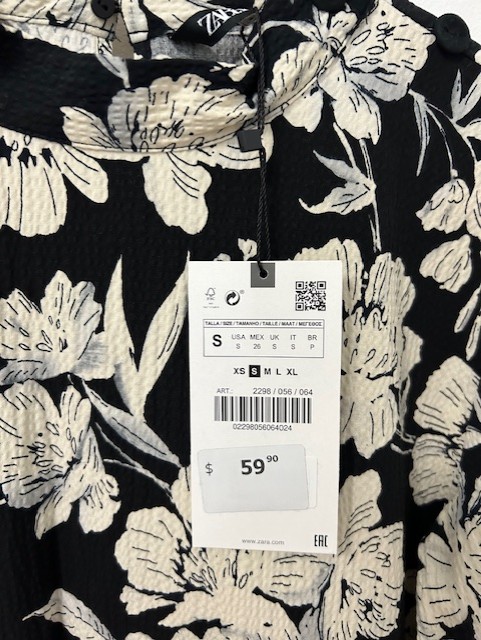 ZARA
FSC
TALLA / SIZE / TAMANHO / TAILLE / MAAT / ΜΕΓΕΘΟΣ
S USA MEX UK IT BR
S 26 S S P
XS S M L XL
ART.: 2298 / 056 / 064
02298056064024
$ 59 90
www.zara.com
EAC